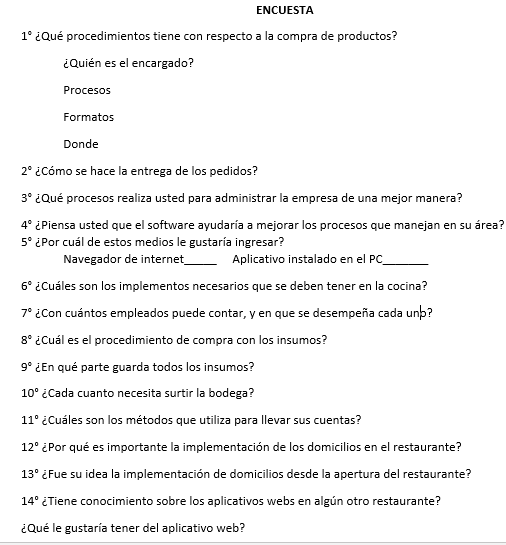 ENCUESTA
1° ¿Qué procedimientos tiene con respecto a la compra de productos?
¿Quién es el encargado?
Procesos
Formatos
Donde
2° ¿Cómo se hace la entrega de los pedidos?
3° ¿Qué procesos realiza usted para administrar la empresa de una mejor manera?
4° ¿Piensa usted que el software ayudaría a mejorar los procesos que manejan en su área?
5° ¿Por cuál de estos medios le gustaría ingresar?
Navegador de internet_____ Aplicativo instalado en el PC_______
6° ¿Cuáles son los implementos necesarios que se deben tener en la cocina?
7° ¿Con cuántos empleados puede contar, y en que se desempeña cada uno?
8° ¿Cuál es el procedimiento de compra con los insumos?
9° ¿En qué parte guarda todos los insumos?
10° ¿Cada cuanto necesita surtir la bodega?
11° ¿Cuáles son los métodos que utiliza para llevar sus cuentas?
12° ¿Por qué es importante la implementación de los domicilios en el restaurante?
13° ¿Fue su idea la implementación de domicilios desde la apertura del restaurante?
14° ¿Tiene conocimiento sobre los aplicativos webs en algún otro restaurante?
¿Qué le gustaría tener del aplicativo web?